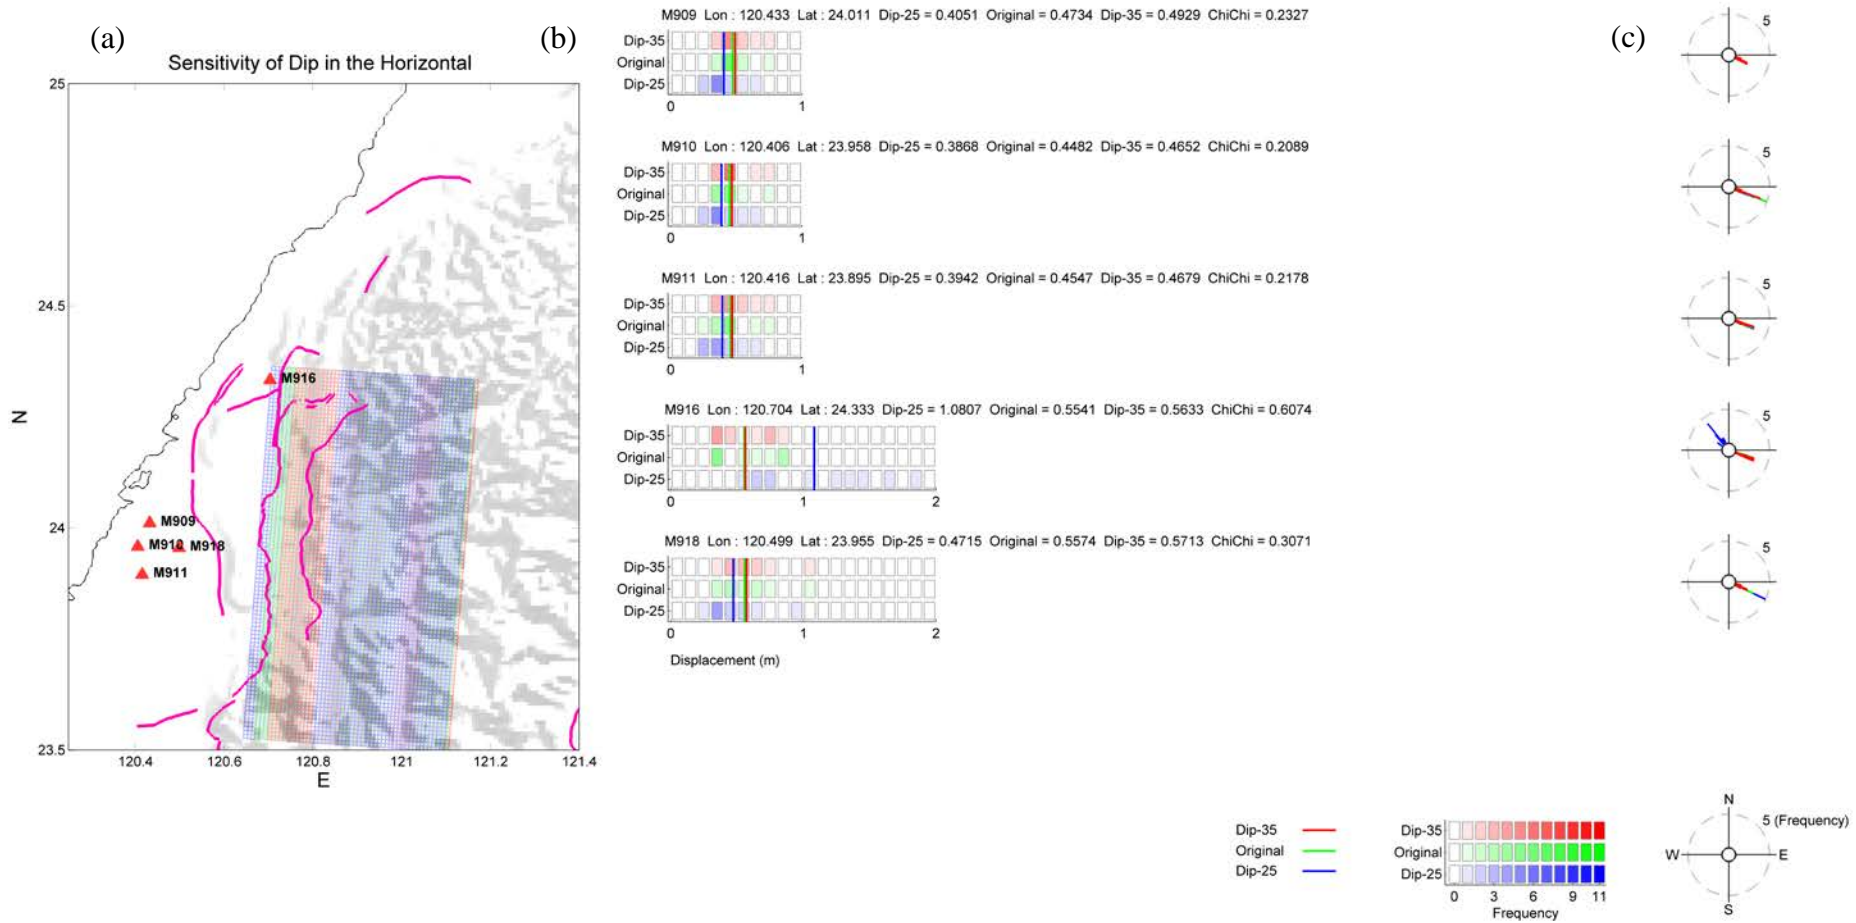 (a)
Sensitivity of Dip in the Horizontal
25
24.5
N
24
23.5
120.4 120.6 120.8 121 121.2 121.4
E
M916
M909
M910
M918
M911
(b)
M909 Lon : 120.433 Lat : 24.011 Dip-25 = 0.4051 Original = 0.4734 Dip-35 = 0.4929 ChiChi = 0.2327
Dip-35
Original
Dip-25
0 1
M910 Lon : 120.406 Lat : 23.958 Dip-25 = 0.3868 Original = 0.4482 Dip-35 = 0.4652 ChiChi = 0.2089
Dip-35
Original
Dip-25
0 1
M911 Lon : 120.416 Lat : 23.895 Dip-25 = 0.3942 Original = 0.4547 Dip-35 = 0.4679 ChiChi = 0.2178
Dip-35
Original
Dip-25
0 1
M916 Lon : 120.704 Lat : 24.333 Dip-25 = 1.0807 Original = 0.5541 Dip-35 = 0.5633 ChiChi = 0.6074
Dip-35
Original
Dip-25
0 1 2
M918 Lon : 120.499 Lat : 23.955 Dip-25 = 0.4715 Original = 0.5574 Dip-35 = 0.5713 ChiChi = 0.3071
Dip-35
Original
Dip-25
0 1 2
Displacement (m)
(c)
5
5
5
5
5
Dip-35
Original
Dip-25
Dip-35
Original
Dip-25
0 3 6 9 11
Frequency
N
5 (Frequency)
W E
S